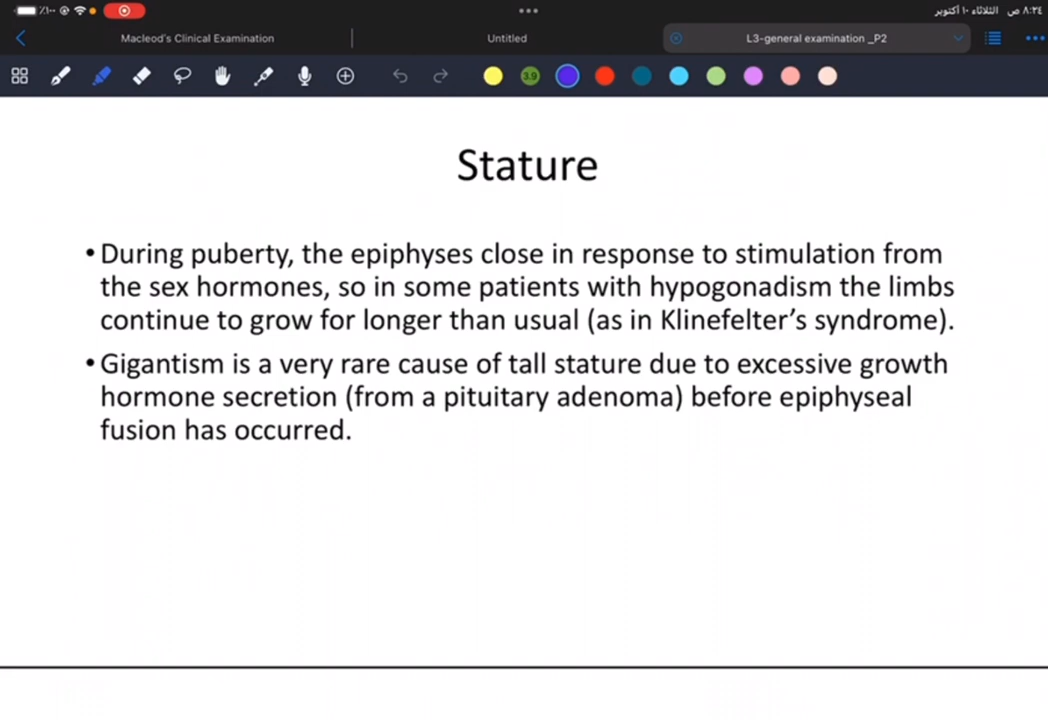 ٨:٣٤ ص الثلاثاء ١٠ أكتوبر
٪١٠٠
Macleod's Clinical Examination
Untitled
L3-general examination _P2
3.9
Stature
• During puberty, the epiphyses close in response to stimulation from
the sex hormones, so in some patients with hypogonadism the limbs
continue to grow for longer than usual (as in Klinefelter's syndrome).
• Gigantism is a very rare cause of tall stature due to excessive growth
hormone secretion (from a pituitary adenoma) before epiphyseal
fusion has occurred.